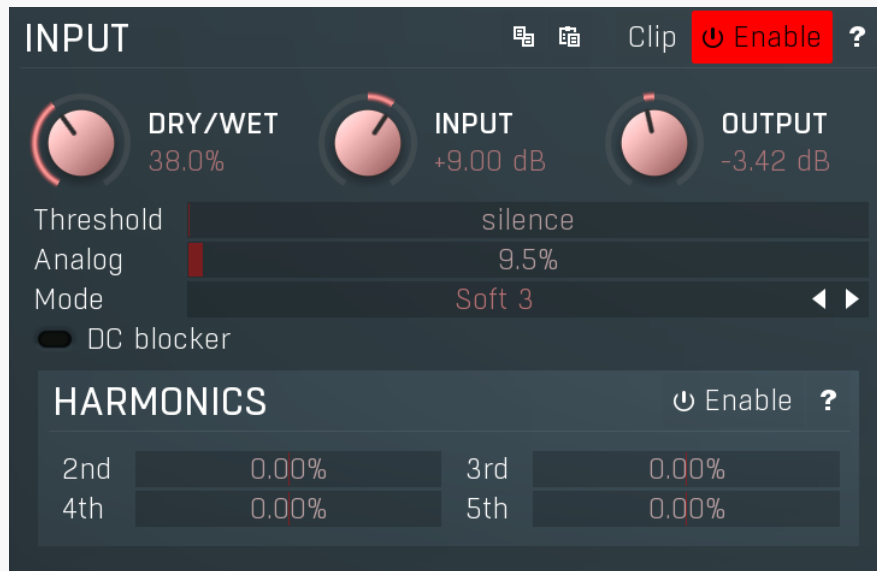 INPUT Clip Enable ?
DRY/WET INPUT OUTPUT
38.0% +9.00 dB -3.42 dB
Threshold silence
Analog 9.5%
Mode Soft 3
DC blocker
HARMONICS Enable ?
2nd 0.00% 3rd 0.00%
4th 0.00% 5th 0.00%